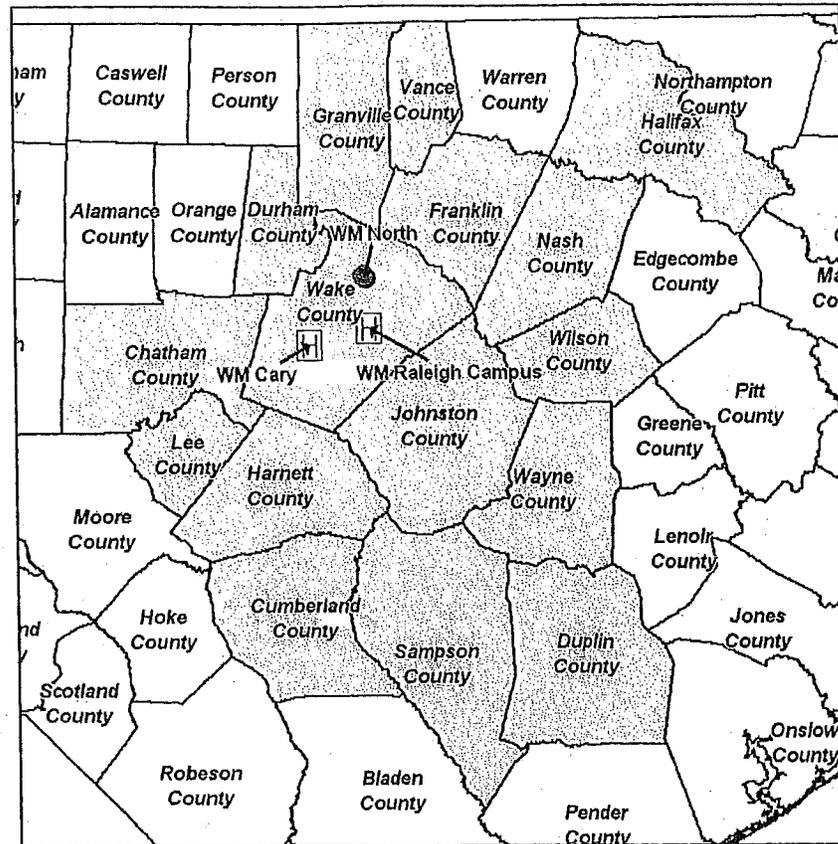 Caswell
County
Person
County
Granville
County
Vance
County
Warren
County
Northampton
County
Halifax
County
Alamance
County
Orange
County
Durham
County
WM North
Franklin
County
Nash
County
Edgecombe
County
Wake
County
Chatham
County
WM Cary
WM Raleigh Campus
Wilson
County
Pitt
County
Johnston
County
Greene
County
Lee
County
Harnett
County
Wayne
County
Moore
County
Lenoir
County
Hoke
County
Cumberland
County
Sampson
County
Duplin
County
Jones
County
Scotland
County
Onslow
County
Robeson
County
Bladen
County
Pender
County